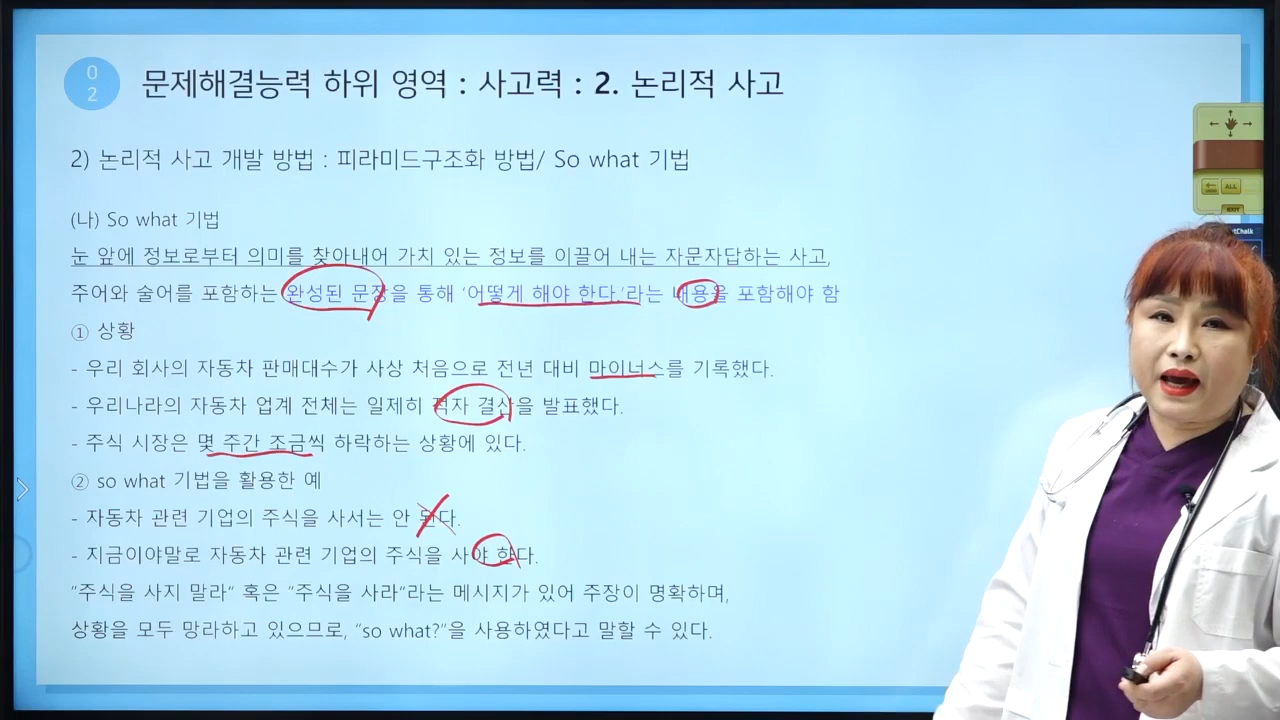 0
2
문제해결능력 하위 영역 : 사고력 : 2. 논리적 사고
2) 논리적 사고 개발 방법 : 피라미드구조화 방법/ So what 기법
(나) So what 기법
눈 앞에 정보로부터 의미를 찾아내어 가치 있는 정보를 이끌어 내는 자문자답하는 사고,
주어와 술어를 포함하는 완성된 문장을 통해 '어떻게 해야 한다.'라는 내용을 포함해야 함
① 상황
- 우리 회사의 자동차 판매대수가 사상 처음으로 전년 대비 마이너스를 기록했다.
- 우리나라의 자동차 업계 전체는 일제히 적자 결산을 발표했다.
- 주식 시장은 몇 주간 조금씩 하락하는 상황에 있다.
② so what 기법을 활용한 예
- 자동차 관련 기업의 주식을 사서는 안 된다.
- 지금이야말로 자동차 관련 기업의 주식을 사야 한다.
"주식을 사지 말라" 혹은 "주식을 사라"라는 메시지가 있어 주장이 명확하며,
상황을 모두 망라하고 있으므로, "so what?"을 사용하였다고 말할 수 있다.
ALL
EXIT